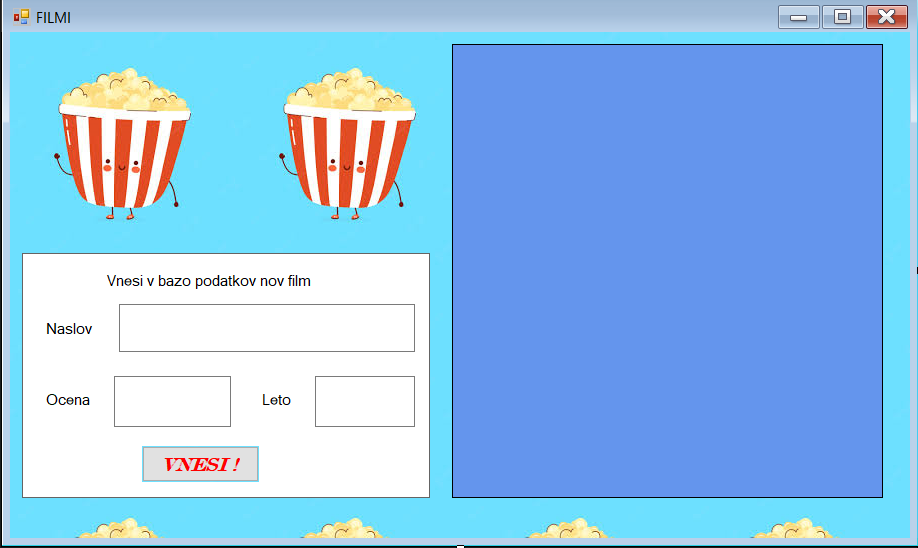 FILMI
Vnesi v bazo podatkov nov film
Naslov
Ocena
Leto
VNESI !